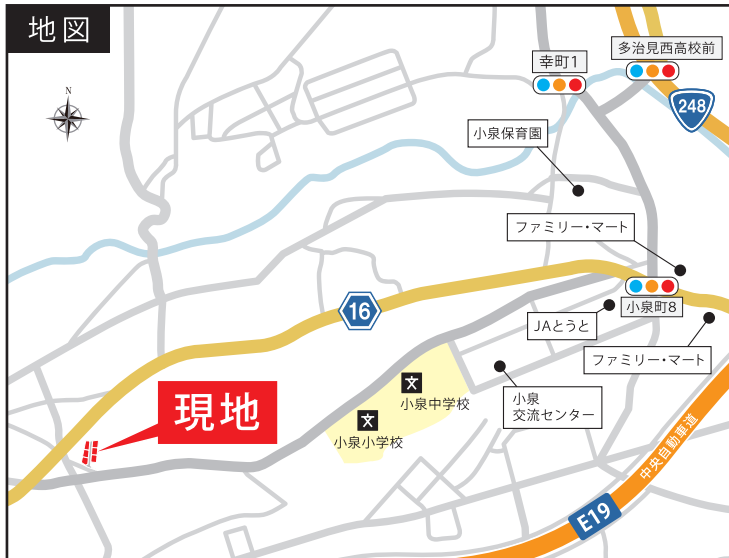 地図
N
幸町1
多治見西高校前
248
小泉保育園
ファミリー・マート
小泉町8
16
JAとうと
ファミリー・マート
現地
文
小泉中学校
文
小泉小学校
小泉
交流センター
中央自動車道
E19